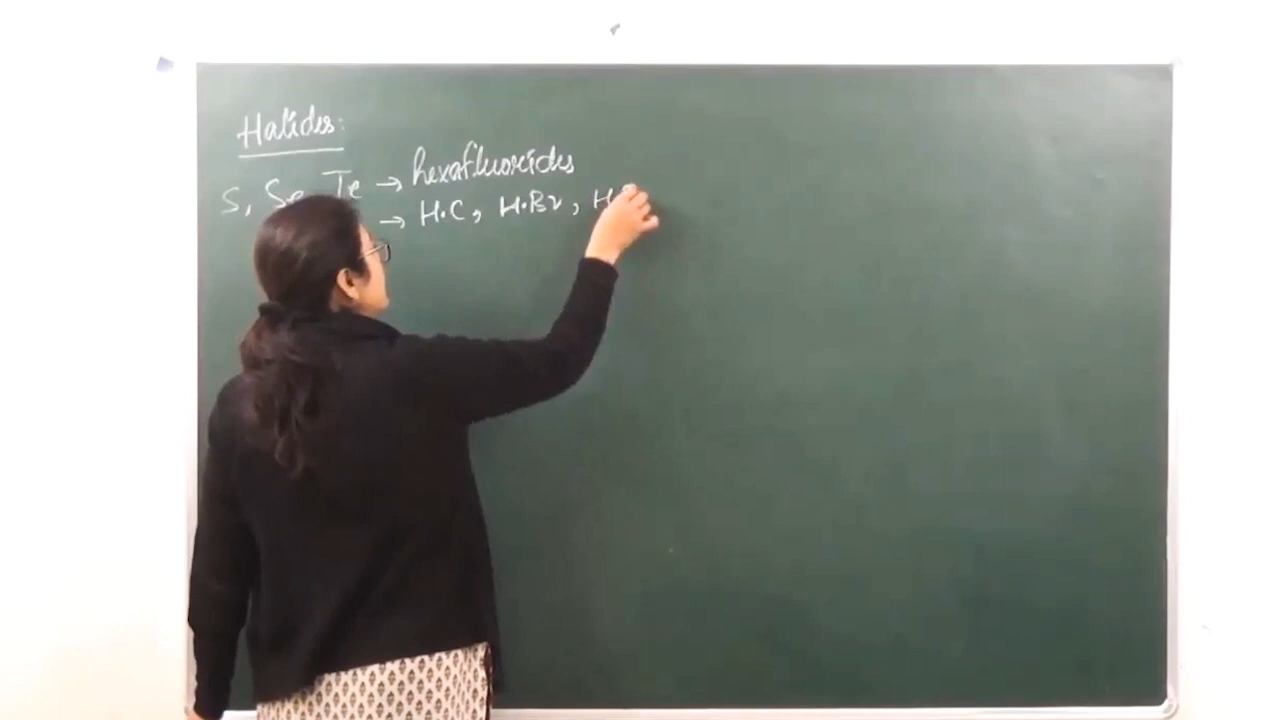 Halides:
S, Se, Te → hexafluorides
→ H.C, H.Br, H.